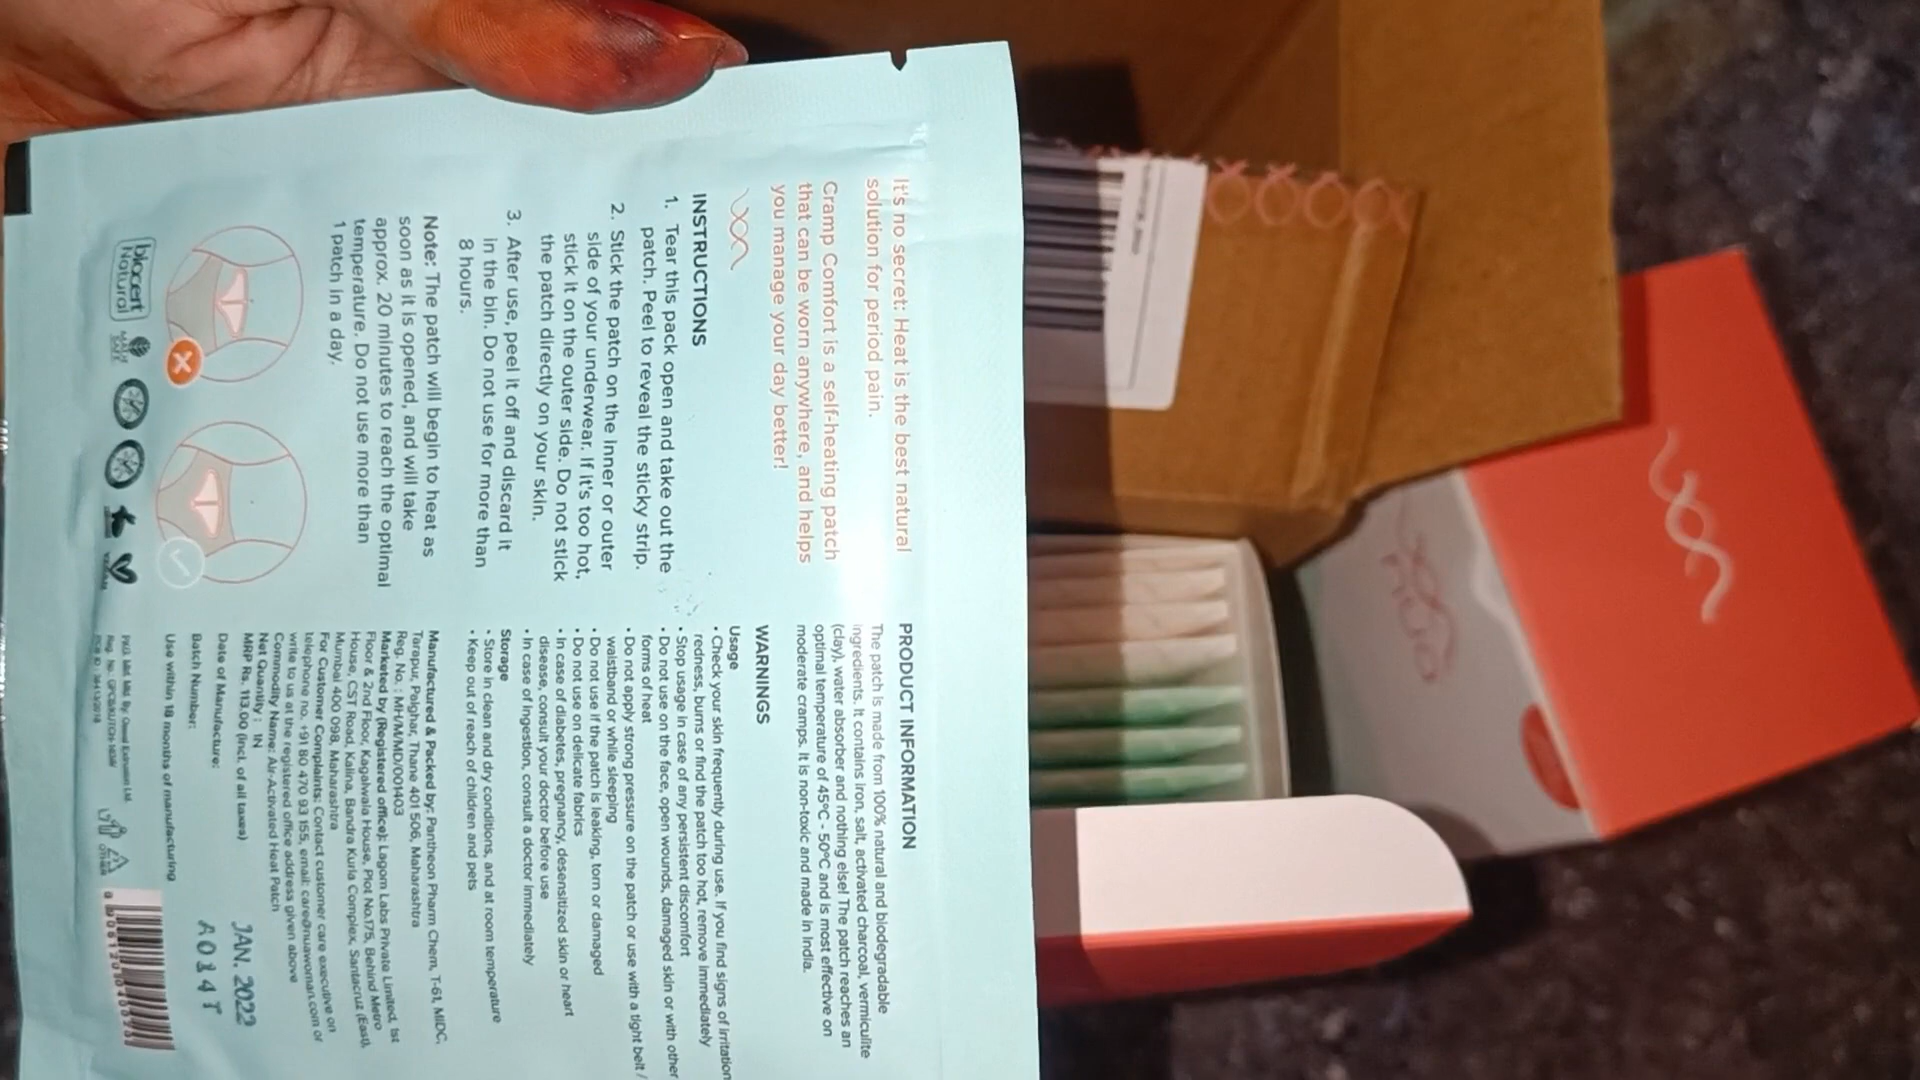 It's no secret: Heat is the best natural
solution for period pain.
Cramp Comfort is a self-heating patch
that can be worn anywhere, and helps
you manage your day better!
INSTRUCTIONS
1. Tear this pack open and take out the
patch. Peel to reveal the sticky strip.
2. Stick the patch on the inner or outer
side of your underwear. If it's too hot,
stick it on the outer side. Do not stick
the patch directly on your skin.
3. After use, peel it off and discard it
in the bin. Do not use for more than
8 hours.
Note: The patch will begin to heat as
soon as it is opened, and will take
approx. 20 minutes to reach the optimal
temperature. Do not use more than
1 patch in a day.
biocert
Natural
MADE
SAFE
VEGAN
PRODUCT INFORMATION
The patch is made from 100% natural and biodegradable
ingredients. It contains iron, salt, activated charcoal, vermiculite
(clay), water absorber and nothing else! The patch reaches an
optimal temperature of 45°C - 50°C and is most effective on
moderate cramps. It is non-toxic and made in India.
WARNINGS
Usage
• Check your skin frequently during use. If you find signs of irritation
redness, burns or find the patch too hot, remove immediately
• Stop usage in case of any persistent discomfort
• Do not use on the face, open wounds, damaged skin or with other
forms of heat
• Do not apply strong pressure on the patch or use with a tight belt /
waistband or while sleeping
• Do not use if the patch is leaking, torn or damaged
• Do not use on delicate fabrics
• In case of diabetes, pregnancy, desensitized skin or heart
disease, consult your doctor before use
• In case of ingestion, consult a doctor immediately
Storage
• Store in clean and dry conditions, and at room temperature
• Keep out of reach of children and pets
Manufactured & Packed by: Pantheon Pharm Chem, T-61, MIDC,
Tarapur, Palghar, Thane 401 506, Maharashtra
Reg. No. : MH/M/MD/001403
Marketed by (Registered office): Lagom Labs Private Limited, 1st
Floor & 2nd Floor, Kagalwala House, Plot No.175, Behind Metro
House, CST Road, Kalina, Bandra Kurla Complex, Santacruz (East),
Mumbai 400 098, Maharashtra
For Customer Complaints: Contact customer care executive on
telephone no. +91 80 470 93 155, email: care@nuawoman.com or
write to us at the registered office address given above
Commodity Name: Air-Activated Heat Patch
Net Quantity : 1N
MRP Rs. 113.00 (Incl. of all taxes)
Date of Manufacture: JAN. 2022
Batch Number: A014T
Use within 18 months of manufacturing
OTHER
nua